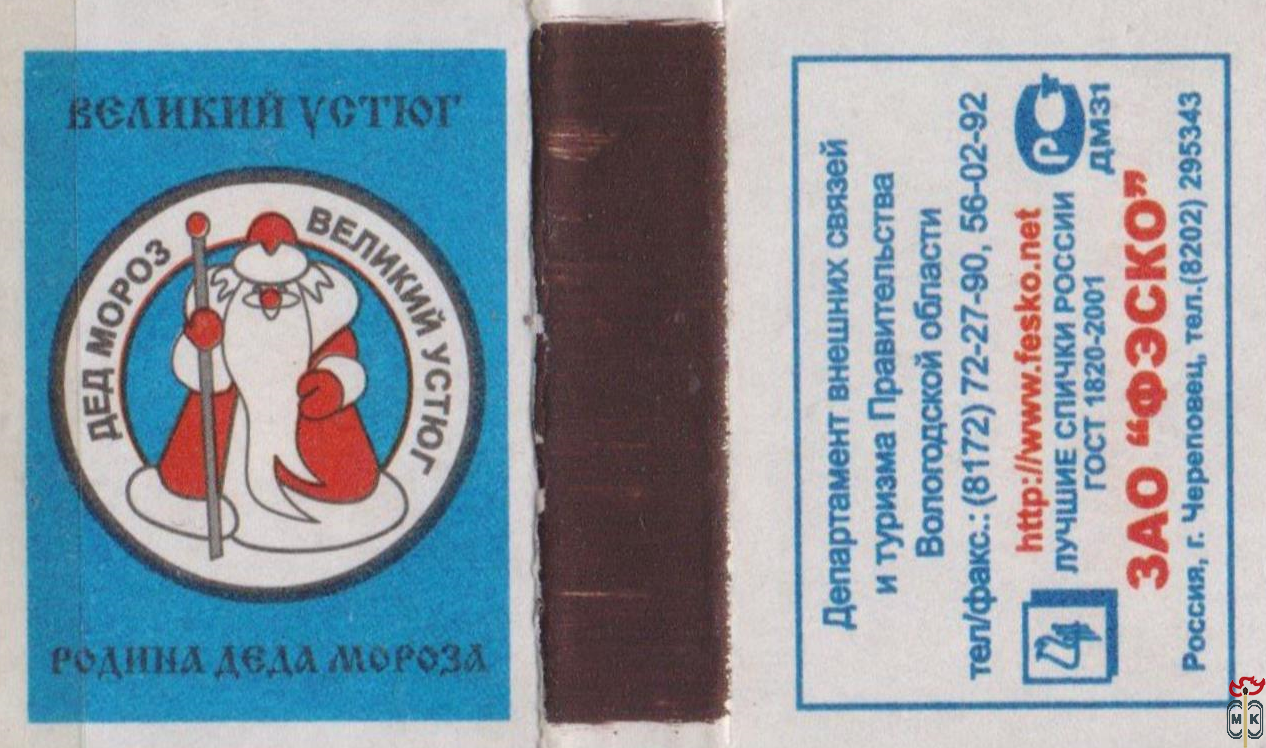 ВЕЛИКИЙ УСТЮГ
ДЕД МОРОЗ
ВЕЛИКИЙ УСТЮГ
РОДИНА ДЕДА МОРОЗА
Департамент внешних связей
и туризма Правительства
Вологодской области
тел/факс.: (8172) 72-27-90, 56-02-92
http://www.fesko.net
ЛУЧШИЕ СПИЧКИ РОССИИ
ГОСТ 1820-2001
РСТ
ДМ31
ЗАО “ФЭСКО”
Россия, г. Череповец, тел.(8202) 295343
М К